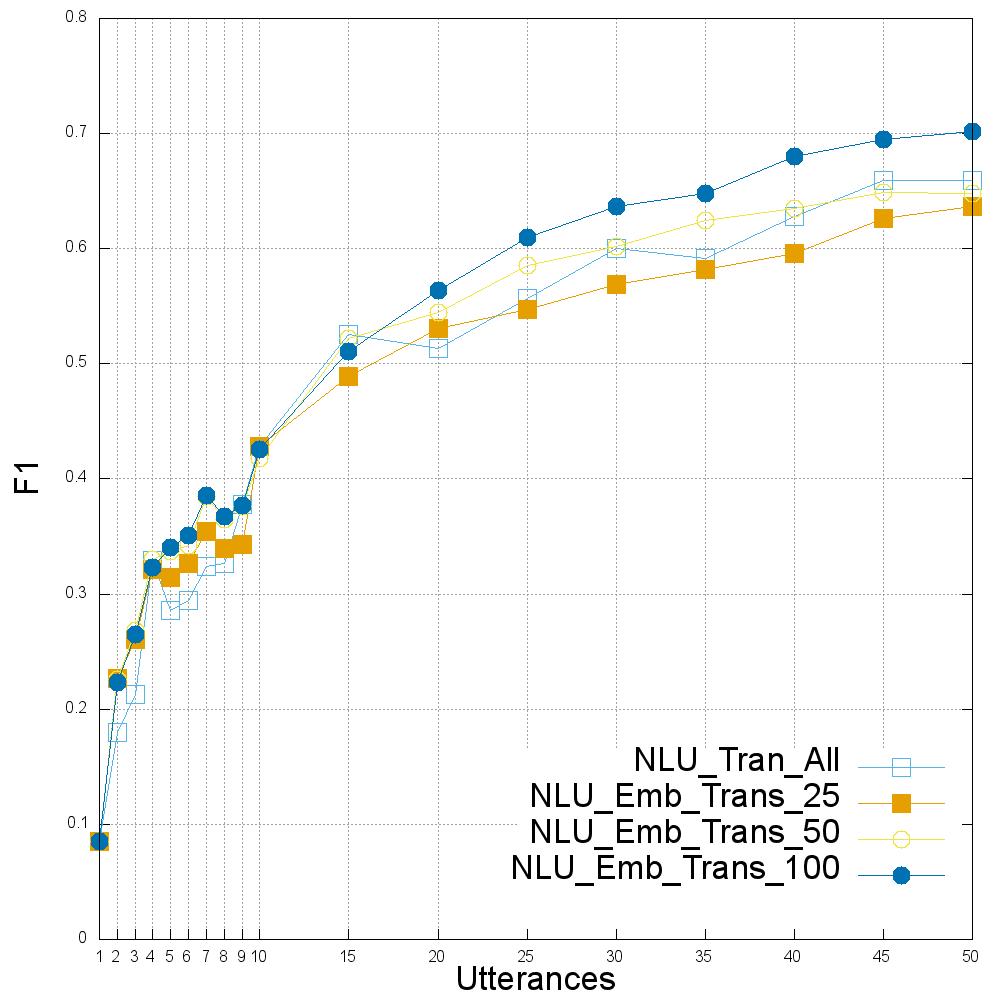 0.8
0.7
0.6
0.5
0.4
0.3
0.2
0.1
0
F1
NLU_Tran_All
NLU_Emb_Trans_25
NLU_Emb_Trans_50
NLU_Emb_Trans_100
1 2 3 4 5 6 7 8 9 10 15 20 25 30 35 40 45 50
Utterances